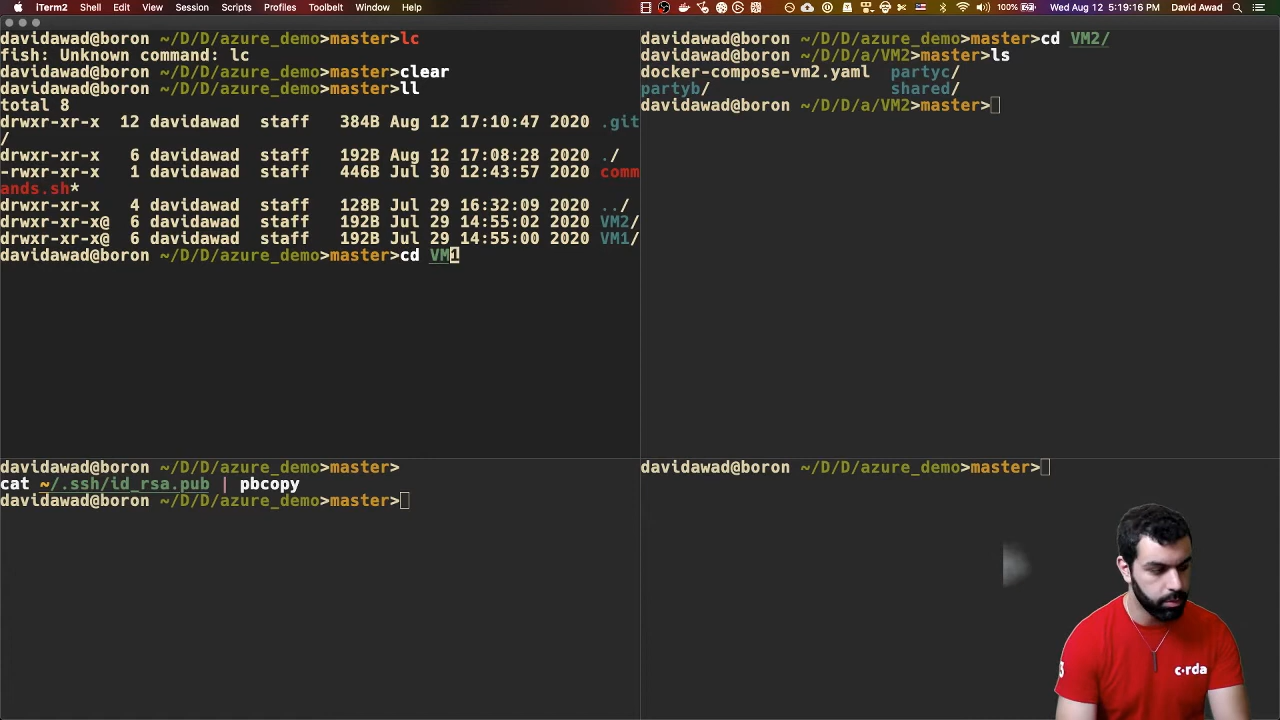 iTerm2 Shell Edit View Session Scripts Profiles Toolbelt Window Help 100% Wed Aug 12 5:19:16 PM David Awad
davidawad@boron ~/D/D/azure_demo>master>lc
fish: Unknown command: lc
davidawad@boron ~/D/D/azure_demo>master>clear
davidawad@boron ~/D/D/azure_demo>master>ll
total 8
drwxr-xr-x 12 davidawad staff 384B Aug 12 17:10:47 2020 .git
/
drwxr-xr-x 6 davidawad staff 192B Aug 12 17:08:28 2020 ./
-rwxr-xr-x 1 davidawad staff 446B Jul 30 12:43:57 2020 comm
ands.sh*
drwxr-xr-x 4 davidawad staff 128B Jul 29 16:32:09 2020 ../
drwxr-xr-x@ 6 davidawad staff 192B Jul 29 14:55:02 2020 VM2/
drwxr-xr-x@ 6 davidawad staff 192B Jul 29 14:55:00 2020 VM1/
davidawad@boron ~/D/D/azure_demo>master>cd VM1
davidawad@boron ~/D/D/azure_demo>master>cd VM2/
davidawad@boron ~/D/D/a/VM2>master>ls
docker-compose-vm2.yaml partyc/
partyb/ shared/
davidawad@boron ~/D/D/a/VM2>master>
davidawad@boron ~/D/D/azure_demo>master>
cat ~/.ssh/id_rsa.pub | pbcopy
davidawad@boron ~/D/D/azure_demo>master>
davidawad@boron ~/D/D/azure_demo>master>
c·rda